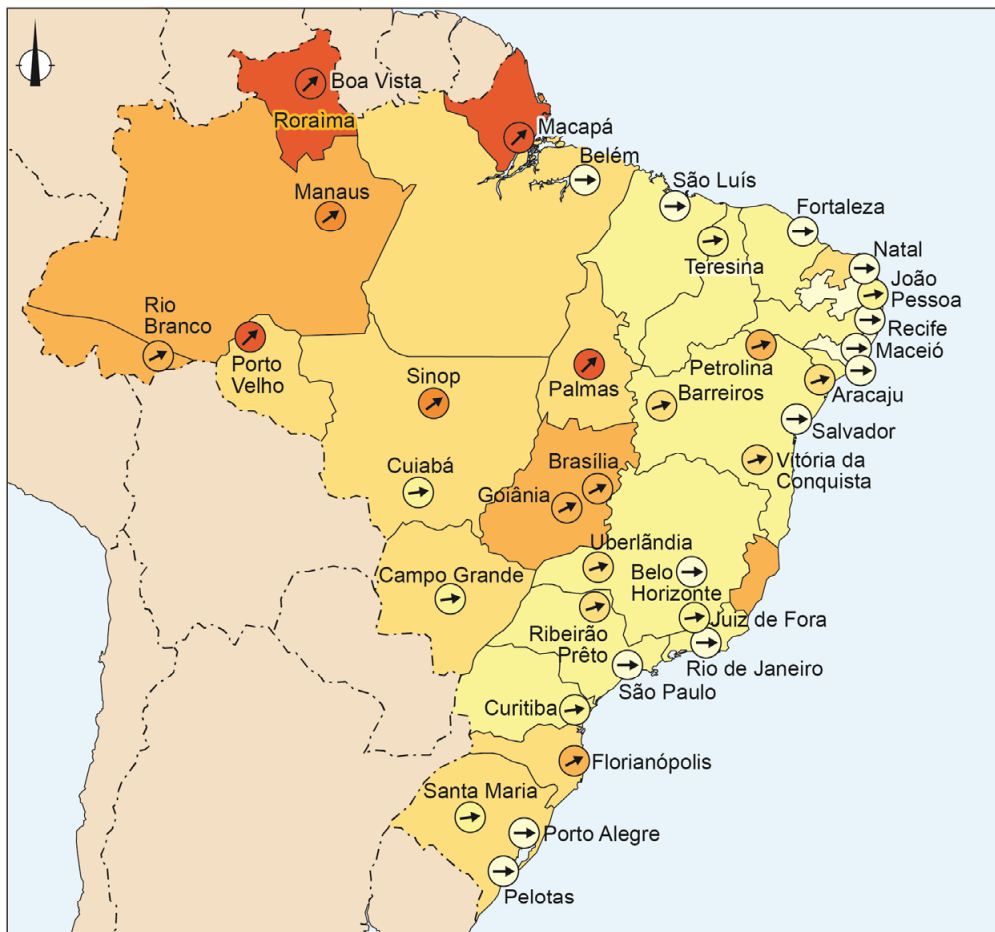 Boa Vista
Roraima
Macapá
Belém
Manaus
São Luís
Fortaleza
Teresina
Natal
João
Pessoa
Rio
Branco
Recife
Maceió
Porto
Velho
Sinop
Palmas
Petrolina
Barreiros
Aracaju
Salvador
Cuiabá
Brasilia
Goiânia
Vitória da
Conquista
Uberlãndia
Belo
Horizonte
Campo Grande
Juiz de Fora
Ribeirão
Prêto
Rio de Janeiro
São Paulo
Curitiba
Florianópolis
Santa Maria
Porto Alegre
Pelotas